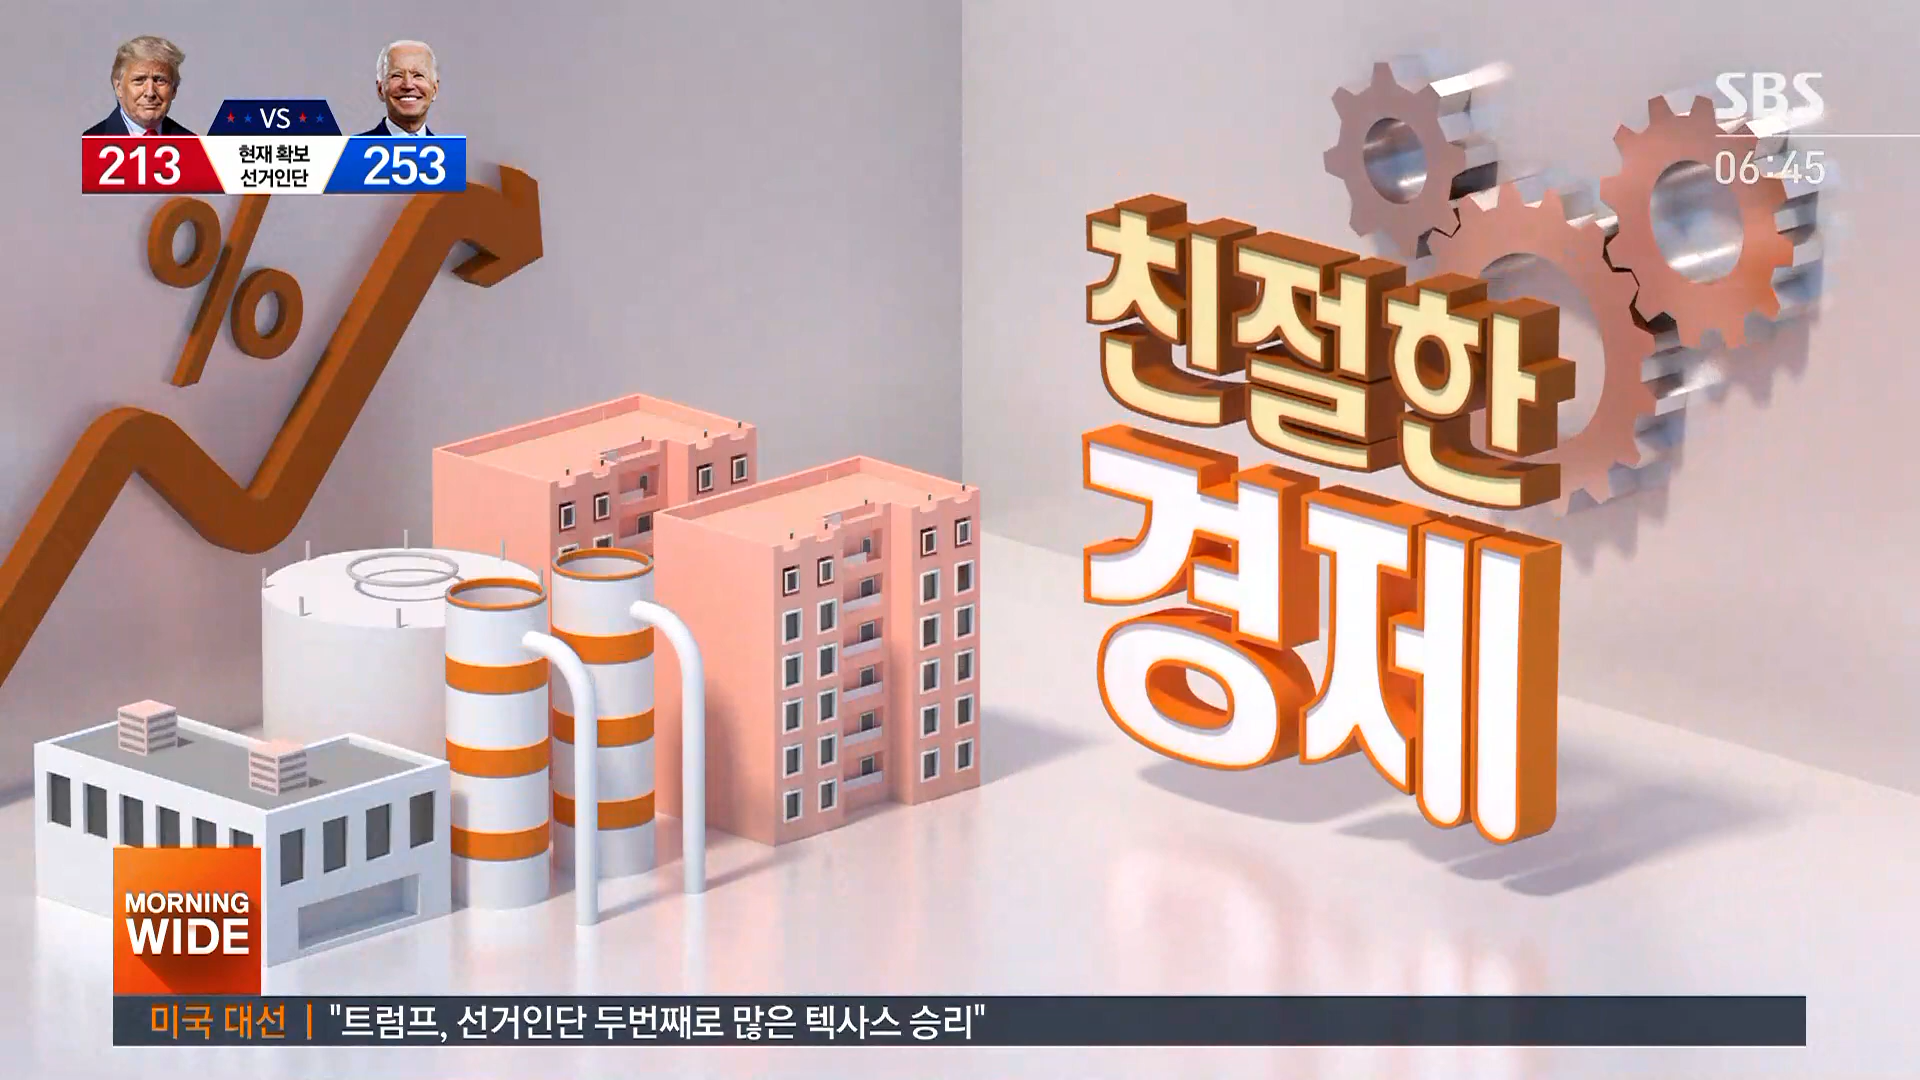 VS
213
현재 확보
선거인단
253
SBS
06:45
%
친절한
경제
MORNING
WIDE
미국 대선 | "트럼프, 선거인단 두번째로 많은 텍사스 승리"